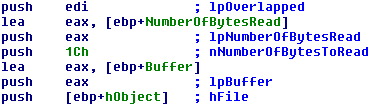 push edi ; lpOverlapped
lea eax, [ebp+NumberOfBytesRead]
push eax ; lpNumberOfBytesRead
push 1Ch ; nNumberOfBytesToRead
lea eax, [ebp+Buffer]
push eax ; lpBuffer
push [ebp+hObject] ; hFile